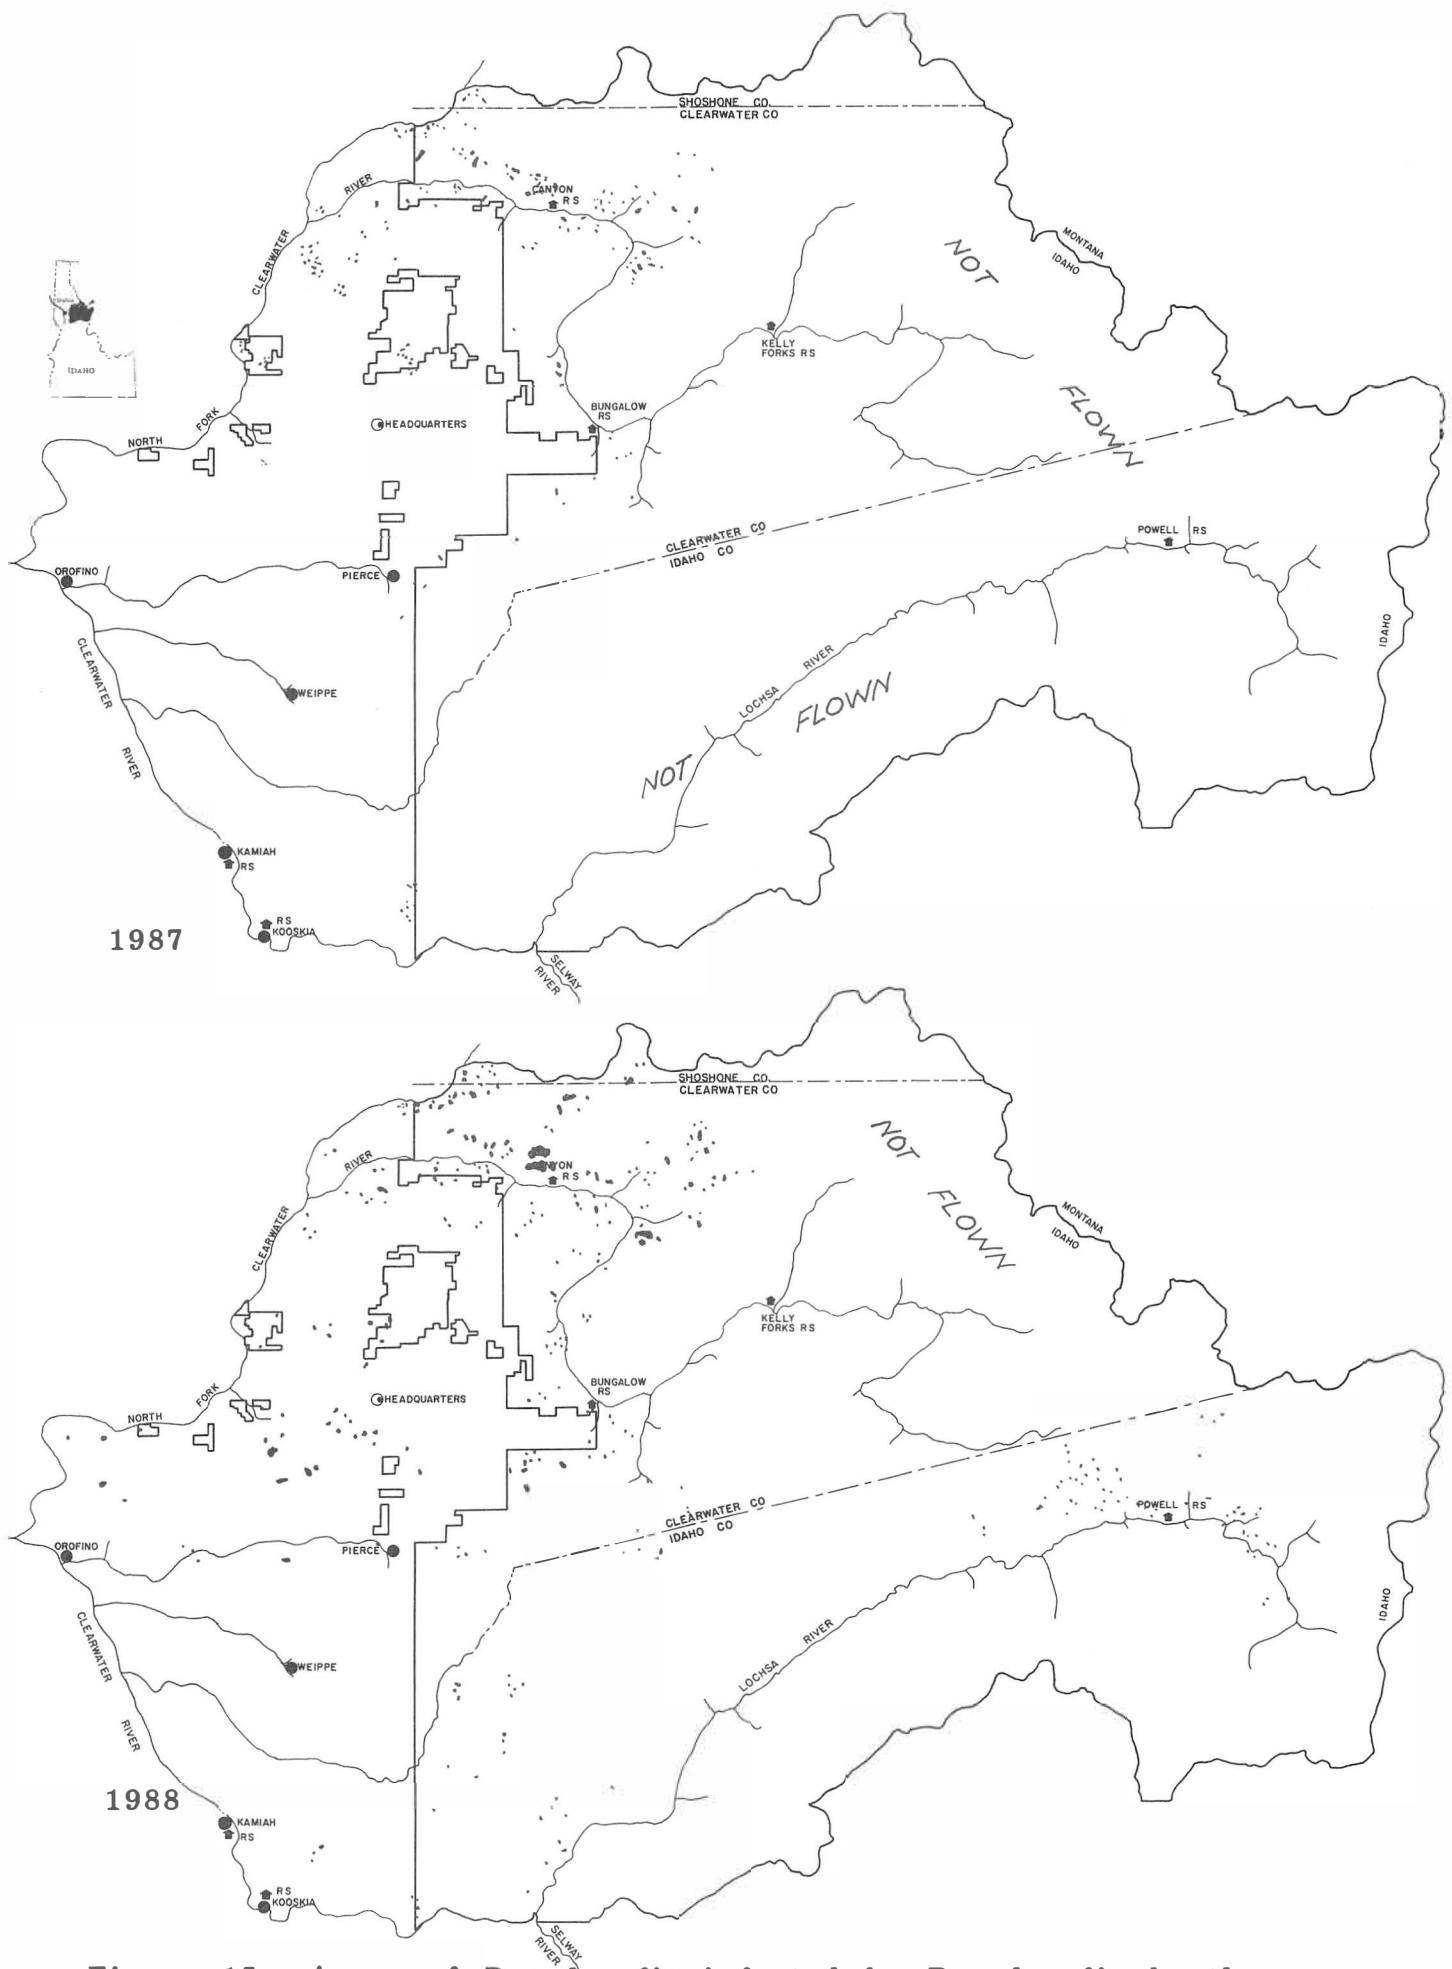 SHOSHONE CO.
CLEARWATER CO
RIVER
CANYON
RS
CLEARWATER
NOT
MONTANA
IDAHO
KELLY
FORKS RS
IDAHO
FLOWN
BUNGALOW
RS
FORK
HEADQUARTERS
NORTH
CLEARWATER CO
IDAHO CO
POWELL RS
OROFINO
PIERCE
CLEARWATER
RIVER
IDAHO
WEIPPE
LOCHSA
RIVER
FLOWN
NOT
KAMIAH
RS
RS
KOOSKIA
1987
SELWAY
RIVER
SHOSHONE CO.
CLEARWATER CO
NOT
RIVER
NYON
RS
FLOWN
CLEARWATER
MONTANA
IDAHO
KELLY
FORKS RS
BUNGALOW
RS
FORK
HEADQUARTERS
NORTH
CLEARWATER CO
IDAHO CO
POWELL RS
OROFINO
PIERCE
CLEARWATER
RIVER
IDAHO
WEIPPE
LOCHSA
RIVER
1988
KAMIAH
RS
RS
KOOSKIA
SELWAY
RIVER